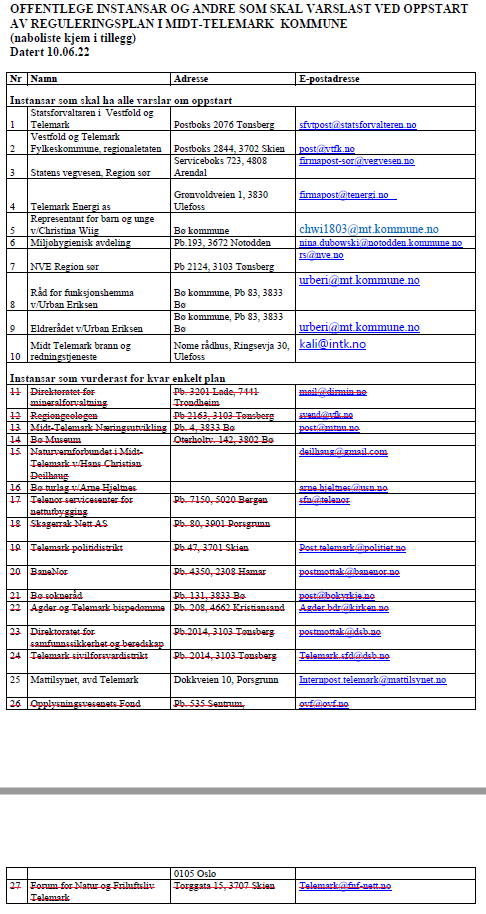 OFFENTLEGE INSTANSAR OG ANDRE SOM SKAL VARSLAST VED OPPSTART
AV REGULERINGSPLAN I MIDT-TELEMARK KOMMUNE
(naboliste kjem i tillegg)
Datert 10.06.22
Nr Namn Adresse E-postadresse
Instansar som skal ha alle varslar om oppstart
1 Statsforvaltaren i Vestfold og
Telemark Postboks 2076 Tønsberg sfvtpost@statsforvalteren.no
2 Vestfold og Telemark
Fylkeskommune, regionaletaten Postboks 2844, 3702 Skien post@vtfk.no
3 Statens vegvesen, Region sør Serviceboks 723, 4808
Arendal firmapost-sor@vegvesen.no
4 Telemark Energi as Grønvoldveien 1, 3830
Ulefoss firmapost@tenergi.no
5 Representant for barn og unge
v/Christina Wiig Bø kommune chwi1803@mt.kommune.no
6 Miljøhygienisk avdeling Pb.193, 3672 Notodden nina.dubowski@notodden.kommune.no
7 NVE Region sør Pb 2124, 3103 Tønsberg rs@nve.no
8 Råd for funksjonshemma
v/Urban Eriksen Bø kommune, Pb 83, 3833
Bø urberi@mt.kommune.no
9 Eldrerådet v/Urban Eriksen Bø kommune, Pb 83, 3833
Bø urberi@mt.kommune.no
10 Midt Telemark brann og
redningstjeneste Nome rådhus, Ringsevja 30,
Ulefoss kali@intk.no
Instansar som vurderast for kvar enkelt plan
11 Direktoratet for
mineralforvaltning Pb. 3201 Lade, 7441
Trondheim mail@dirmin.no
12 Regiongeologen Pb 2163, 3103 Tønsberg svend@vfk.no
13 Midt-Telemark Næringsutvikling Pb. 4, 3833 Bø post@mtnu.no
14 Bø Museum Oterholtv. 142, 3802 Bø
15 Naturvernforbundet i Midt-
Telemark v/Hans Christian
Deilhaug deilhaug@gmail.com
16 Bø turlag v/Arne Hjeltnes arne.hjeltnes@usn.no
17 Telenor servicesenter for
nettutbygging Pb. 7150, 5020 Bergen sfn@telenor
18 Skagerrak Nett AS Pb. 80, 3901 Porsgrunn
19 Telemark politidistrikt Pb 47, 3701 Skien Post.telemark@politiet.no
20 BaneNor Pb. 4350, 2308 Hamar postmottak@banenor.no
21 Bø sokneråd Pb. 131, 3833 Bø post@bokyrkje.no
22 Agder og Telemark bispedømme Pb. 208, 4662 Kristiansand Agder.bdr@kirken.no
23 Direktoratet for
samfunnssikkerhet og beredskap Pb.2014, 3103 Tønsberg postmottak@dsb.no
24 Telemark sivilforsvardistrikt Pb. 2014, 3103 Tønsberg Telemark.sfd@dsb.no
25 Mattilsynet, avd Telemark Dokkveien 10, Porsgrunn Internpost.telemark@mattilsynet.no
26 Opplysningsvesenets Fond Pb. 535 Sentrum, ovf@ovf.no
0105 Oslo
27 Forum for Natur og Friluftsliv
Telemark Torggata 15, 3707 Skien Telemark@fnf-nett.no